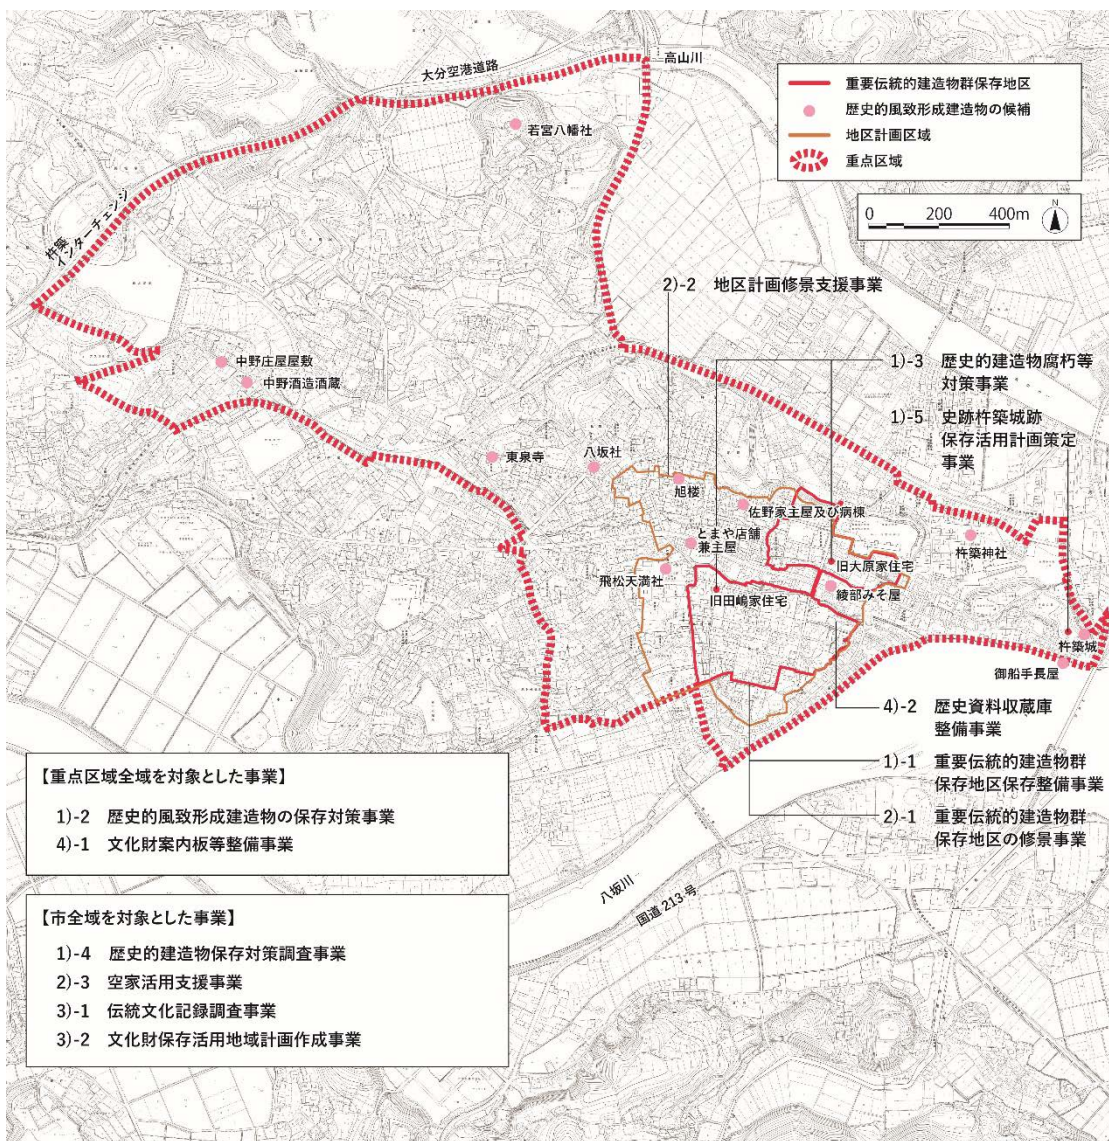 大分空港道路
高山川
重要伝統的建造物群保存地区
歴史的風致形成建造物の候補
地区計画区域
重点区域
若宮八幡社
0 200 400m
N
杵築
インターチェンジ
2)-2 地区計画修景支援事業
1)-3 歴史的建造物腐朽等
対策事業
中野庄屋屋敷
中野酒造酒蔵
1)-5 史跡杵築城跡
保存活用計画策定
事業
東泉寺
八坂社
旭楼
佐野家主屋及び病棟
とまや店舗
兼主屋
杵築神社
飛松天満社
旧大原家住宅
旧田嶋家住宅
綾部みそ屋
杵築城
御船手長屋
4)-2 歴史資料収蔵庫
整備事業
1)-1 重要伝統的建造物群
保存地区保存整備事業
2)-1 重要伝統的建造物群
保存地区の修景事業
【重点区域全域を対象とした事業】
1)-2 歴史的風致形成建造物の保存対策事業
4)-1 文化財案内板等整備事業
八坂川
国道213号
【市全域を対象とした事業】
1)-4 歴史的建造物保存対策調査事業
2)-3 空家活用支援事業
3)-1 伝統文化記録調査事業
3)-2 文化財保存活用地域計画作成事業